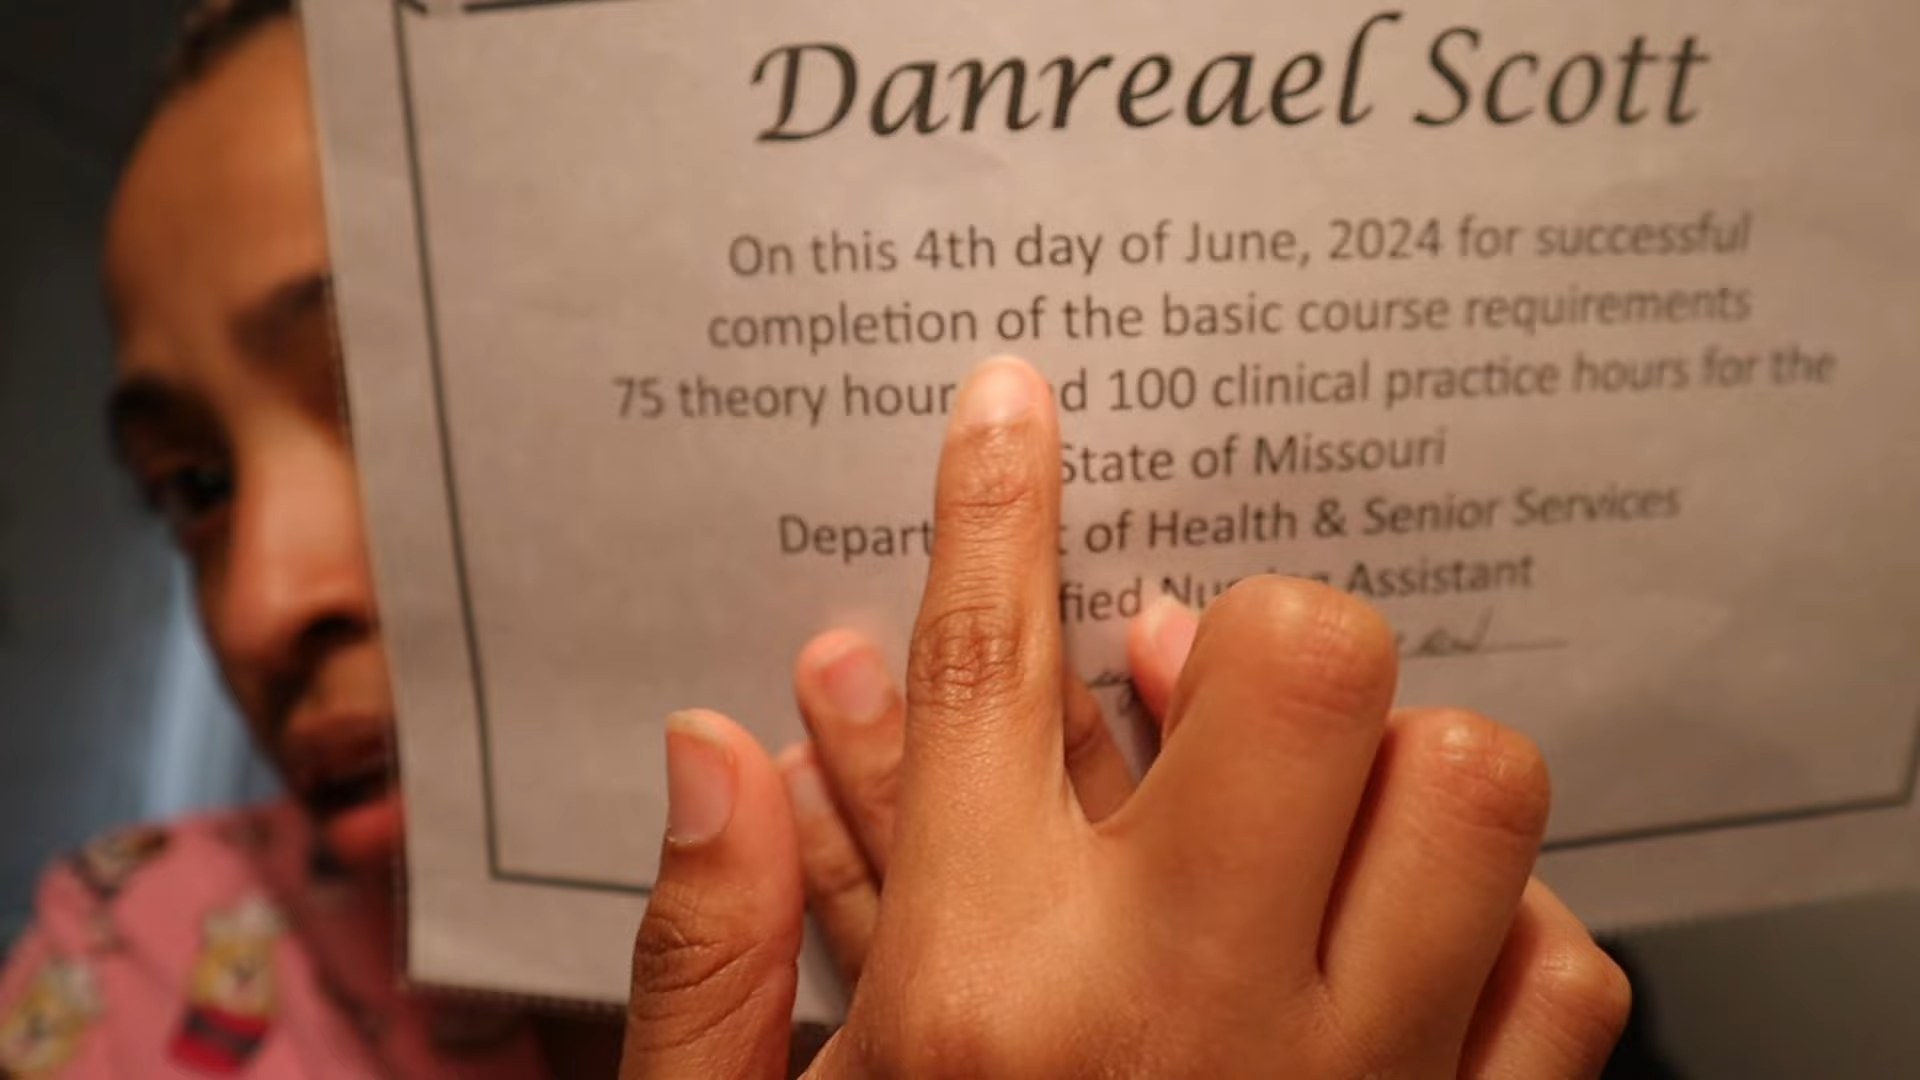 Danreael Scott
On this 4th day of June, 2024 for successful
completion of the basic course requirements
75 theory hour d 100 clinical practice hours for the
State of Missouri
Depart t of Health & Senior Services
fied Assistant